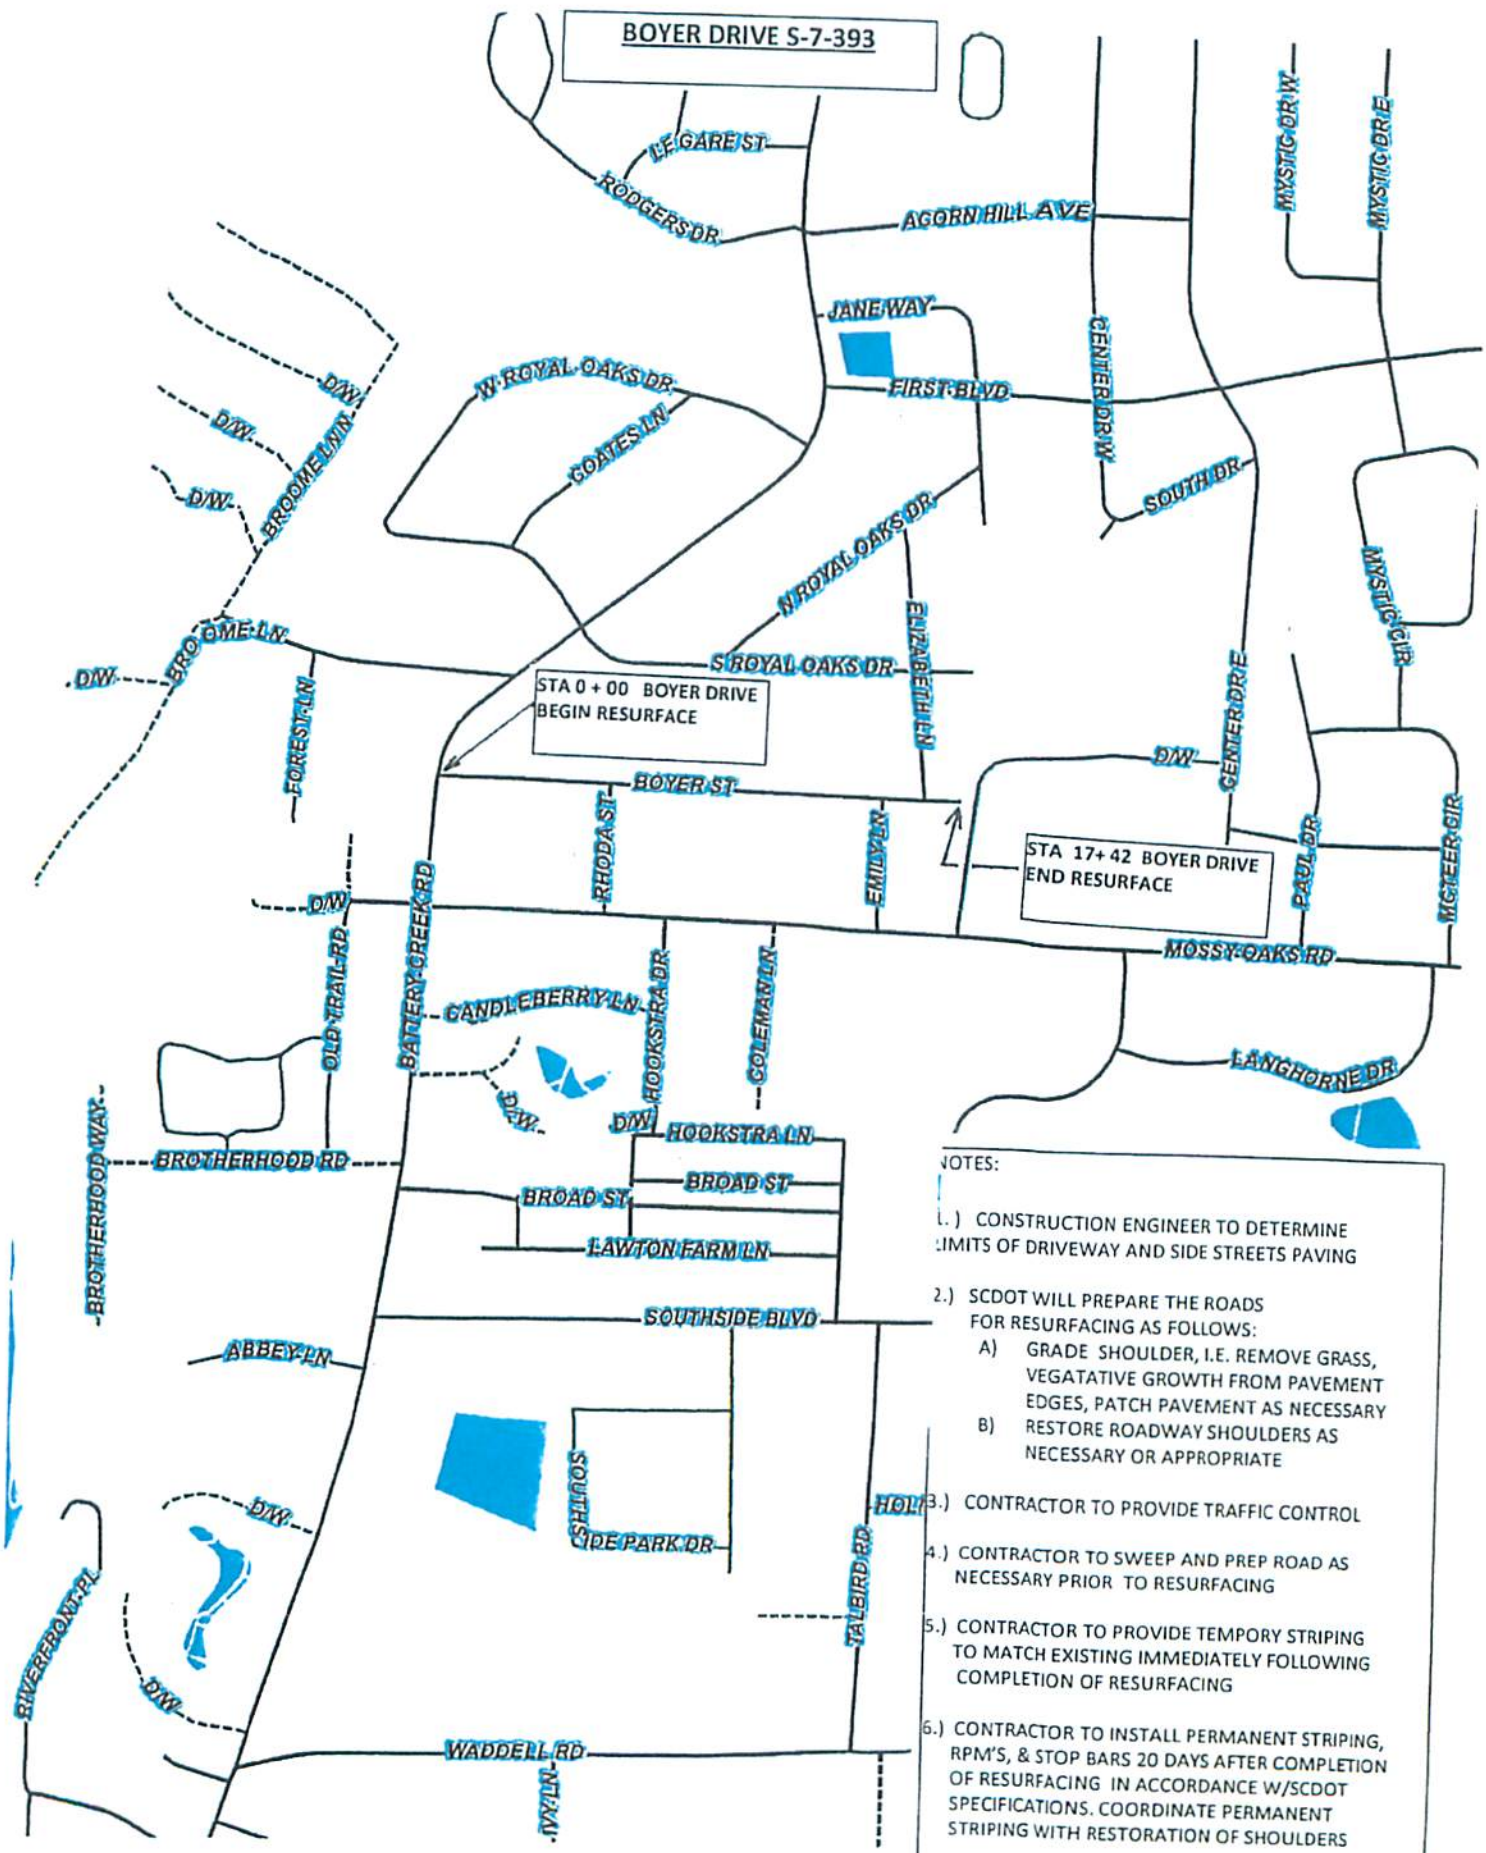 BOYER DRIVE S-7-393
LE GARE ST
RODGERS DR
AGORN HILL AVE
MYSTIC DR W
MYSTIC DR E
JANE WAY
CENTER DR W
FIRST BLVD
W ROYAL OAKS DR
GOATES LN
D/W
D/W
D/W
BROOME LN N
SOUTH DR
N ROYAL OAKS DR
ELIZABETH LN
MYSTIC CIR
BROOME LN
D/W
FOREST LN
S ROYAL OAKS DR
STA 0 + 00 BOYER DRIVE
BEGIN RESURFACE
CENTER DR E
D/W
BOYER ST
RHODA ST
EMILY LN
STA 17+ 42 BOYER DRIVE
END RESURFACE
PAUL DR
MCTEER CIR
D/W
OLD TRAIL RD
BATTERY CREEK RD
MOSSY OAKS RD
CANDLEBERRY LN
HOOKSTRA DR
COLEMAN LN
LANGHORNE DR
D/W
D/W
HOOKSTRA LN
BROTHERHOOD WAY
BROTHERHOOD RD
BROAD ST
BROAD ST
LAWTON FARM LN
SOUTHSIDE BLVD
ABBEY LN
SOUTHS
IDE PARK DR
HOL
TALBIRD RD
D/W
RIVERFRONT PL
D/W
WADDELL RD
IVY LN
NOTES:
1.) CONSTRUCTION ENGINEER TO DETERMINE
LIMITS OF DRIVEWAY AND SIDE STREETS PAVING
2.) SCDOT WILL PREPARE THE ROADS
FOR RESURFACING AS FOLLOWS:
A) GRADE SHOULDER, I.E. REMOVE GRASS,
VEGATATIVE GROWTH FROM PAVEMENT
EDGES, PATCH PAVEMENT AS NECESSARY
B) RESTORE ROADWAY SHOULDERS AS
NECESSARY OR APPROPRIATE
3.) CONTRACTOR TO PROVIDE TRAFFIC CONTROL
4.) CONTRACTOR TO SWEEP AND PREP ROAD AS
NECESSARY PRIOR TO RESURFACING
5.) CONTRACTOR TO PROVIDE TEMPORY STRIPING
TO MATCH EXISTING IMMEDIATELY FOLLOWING
COMPLETION OF RESURFACING
6.) CONTRACTOR TO INSTALL PERMANENT STRIPING,
RPM'S, & STOP BARS 20 DAYS AFTER COMPLETION
OF RESURFACING IN ACCORDANCE W/SCDOT
SPECIFICATIONS. COORDINATE PERMANENT
STRIPING WITH RESTORATION OF SHOULDERS